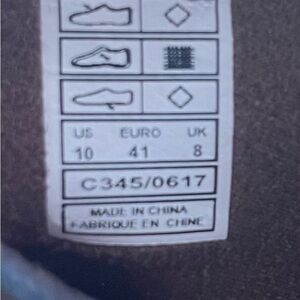 US EURO UK
10 41 8
C345/0617
MADE IN CHINA
FABRIQUE EN CHINE